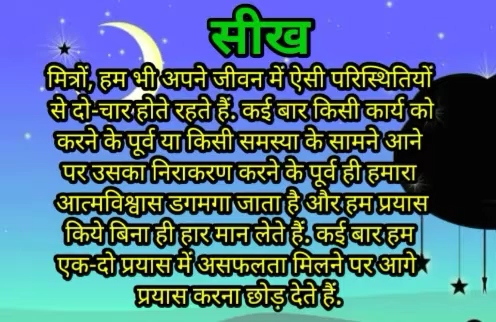 सीख
मित्रों, हम भी अपने जीवन में ऐसी परिस्थितियों
से दो-चार होते रहते हैं. कई बार किसी कार्य को
करने के पूर्व या किसी समस्या के सामने आने
पर उसका निराकरण करने के पूर्व ही हमारा
आत्मविश्वास डगमगा जाता है और हम प्रयास
किये बिना ही हार मान लेते हैं. कई बार हम
एक-दो प्रयास में असफलता मिलने पर आगे
प्रयास करना छोड़ देते हैं.